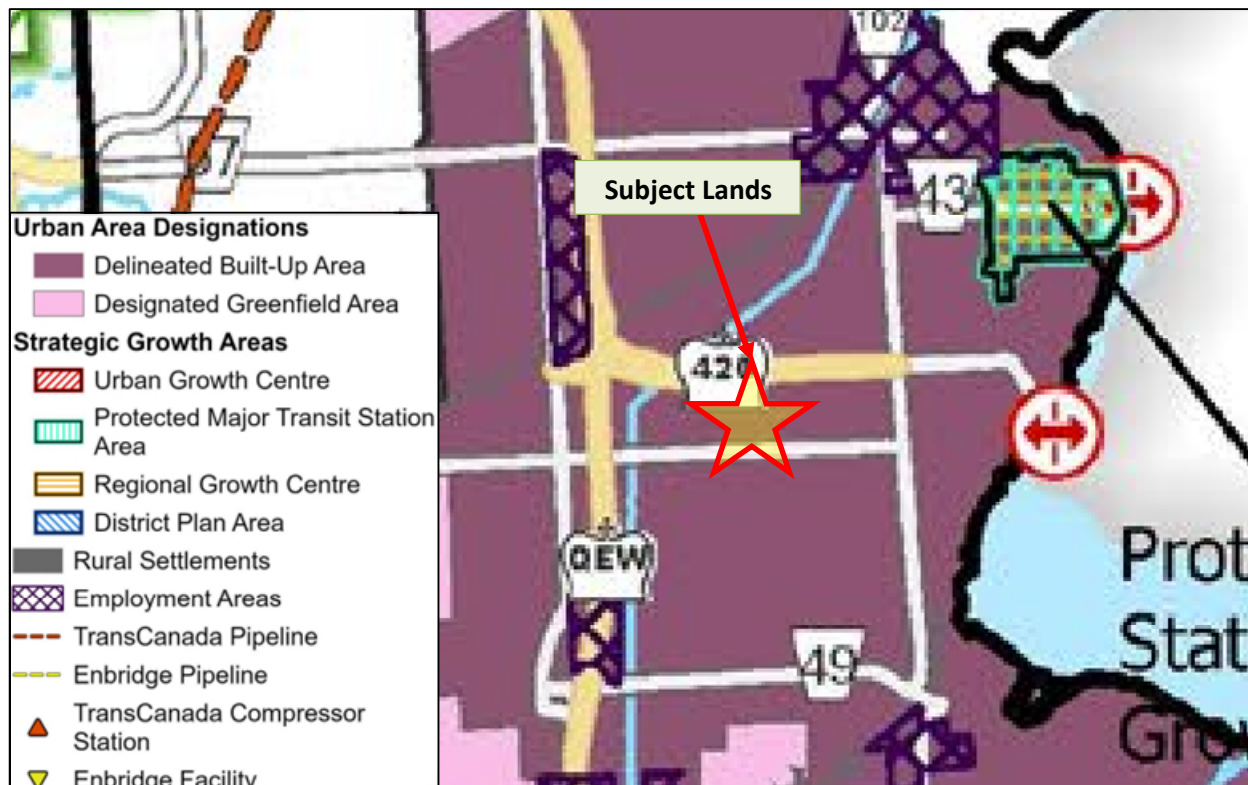 102
Subject Lands
43
Urban Area Designations
Delineated Built-Up Area
Designated Greenfield Area
Strategic Growth Areas
Urban Growth Centre
Protected Major Transit Station
Area
Regional Growth Centre
District Plan Area
Rural Settlements
Employment Areas
TransCanada Pipeline
Enbridge Pipeline
TransCanada Compressor
Station
Enbridge Facility
420
QEW
49
Prot
Stat
Grou